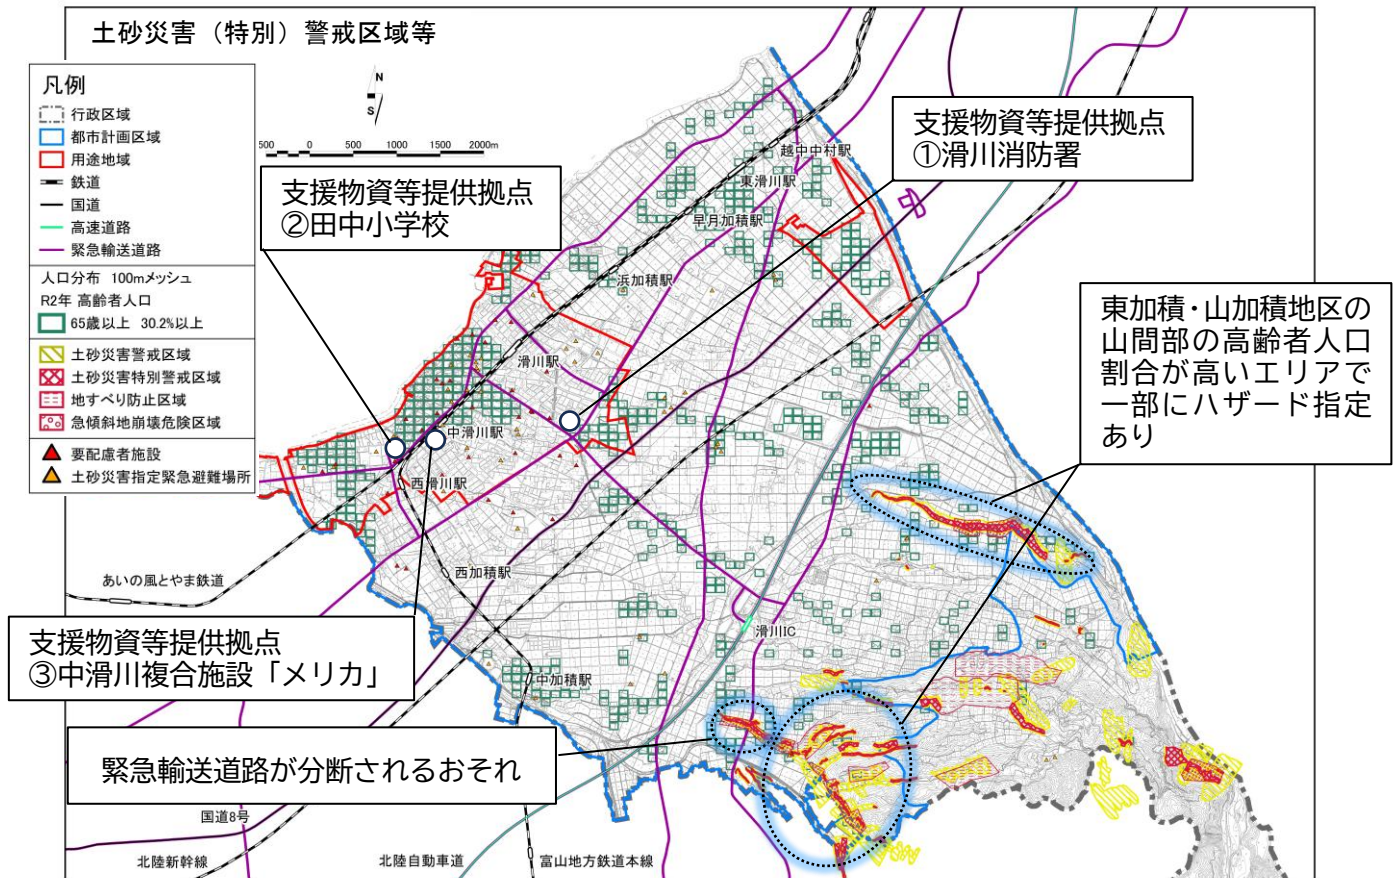 土砂災害（特別）警戒区域等
凡例
行政区域
都市計画区域
用途地域
鉄道
国道
高速道路
緊急輸送道路
人口分布 100mメッシュ
R2年 高齢者人口
65歳以上 30.2%以上
土砂災害警戒区域
土砂災害特別警戒区域
地すべり防止区域
急傾斜地崩壊危険区域
要配慮者施設
土砂災害指定緊急避難場所
N
S
500 0 500 1000 1500 2000m
支援物資等提供拠点
①滑川消防署
支援物資等提供拠点
②田中小学校
東加積・山加積地区の
山間部の高齢者人口
割合が高いエリアで
一部にハザード指定
あり
越中中村駅
東滑川駅
早月加積駅
浜加積駅
滑川駅
中滑川駅
西滑川駅
西加積駅
あいの風とやま鉄道
支援物資等提供拠点
③中滑川複合施設「メリカ」
滑川IC
中加積駅
緊急輸送道路が分断されるおそれ
国道8号
北陸新幹線
北陸自動車道
富山地方鉄道本線